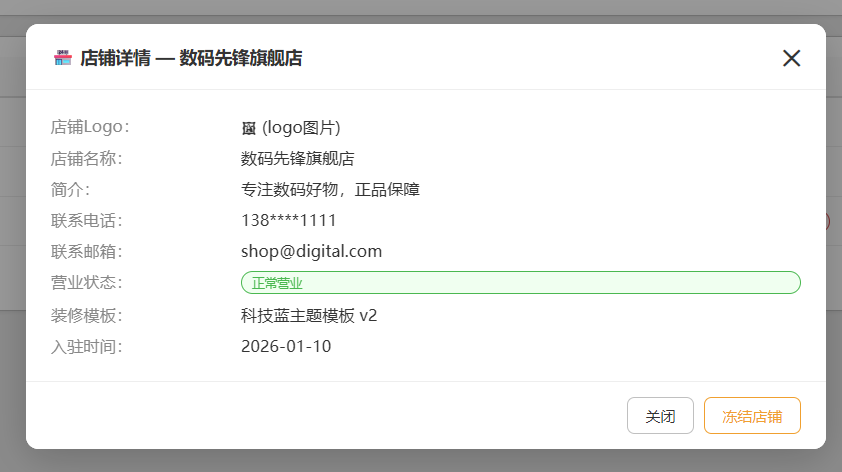 店铺详情 — 数码先锋旗舰店
店铺Logo： (logo图片)
店铺名称： 数码先锋旗舰店
简介： 专注数码好物，正品保障
联系电话： 138****1111
联系邮箱： shop@digital.com
营业状态： 正常营业
装修模板： 科技蓝主题模板 v2
入驻时间： 2026-01-10
关闭 冻结店铺